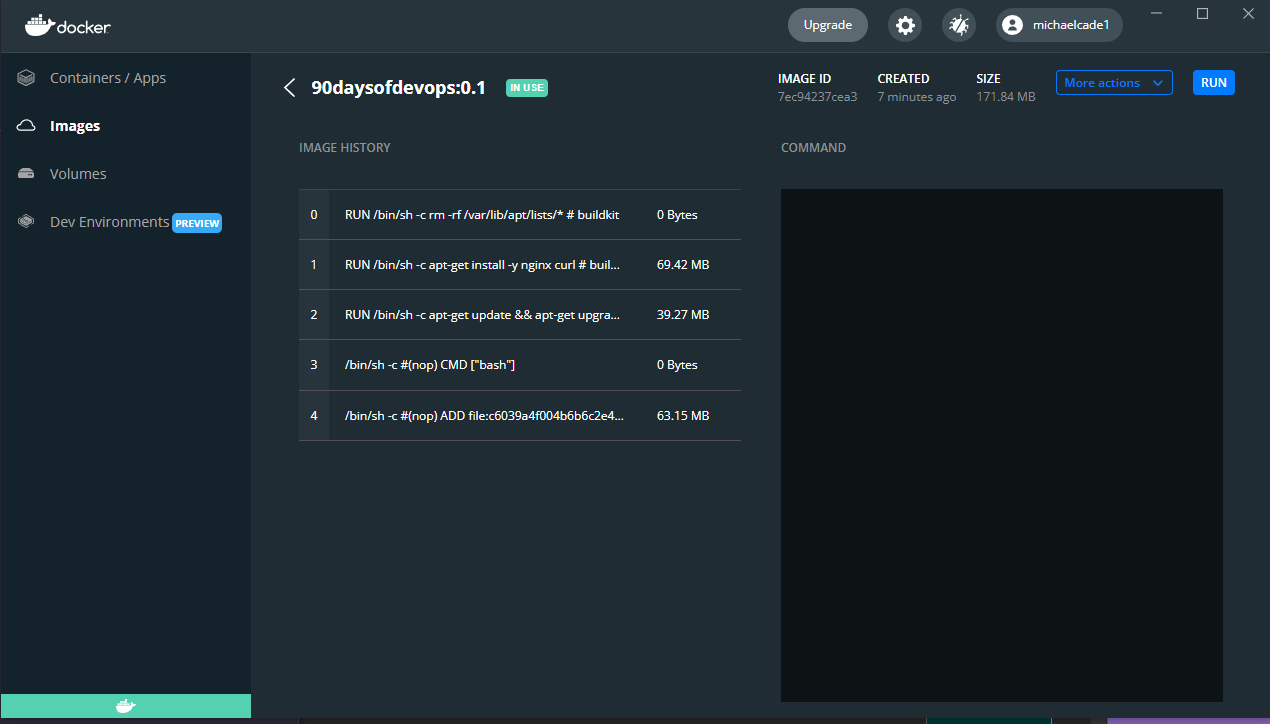 docker
Upgrade
michaelcade1
Containers / Apps
Images
Volumes
Dev Environments PREVIEW
90daysofdevops:0.1 IN USE
IMAGE ID
7ec94237cea3
CREATED
7 minutes ago
SIZE
171.84 MB
More actions
RUN
IMAGE HISTORY
COMMAND
0 RUN /bin/sh -c rm -rf /var/lib/apt/lists/* # buildkit 0 Bytes
1 RUN /bin/sh -c apt-get install -y nginx curl # buil... 69.42 MB
2 RUN /bin/sh -c apt-get update && apt-get upgra... 39.27 MB
3 /bin/sh -c #(nop) CMD ["bash"] 0 Bytes
4 /bin/sh -c #(nop) ADD file:c6039a4f004b6b6c2e4... 63.15 MB